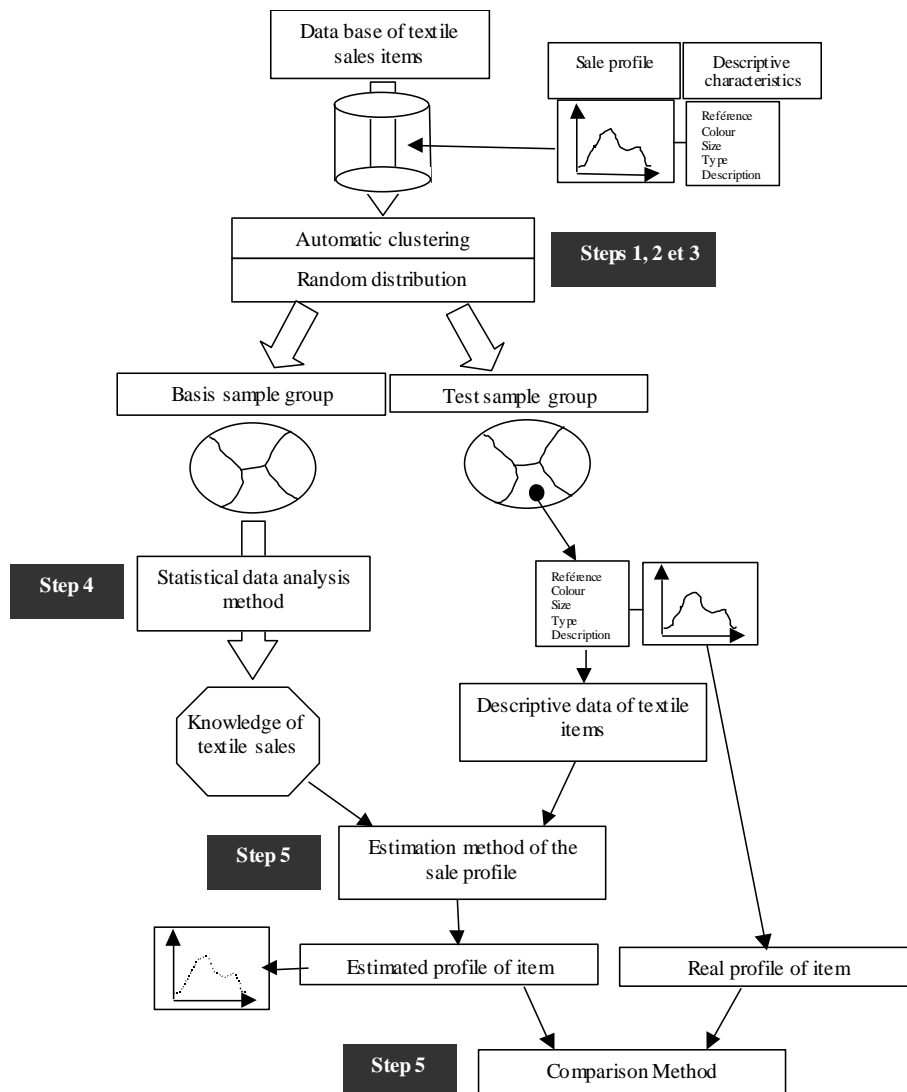 Data base of textile
sales items
Sale profile
Descriptive
characteristics
Reférence
Colour
Size
Type
Description
Automatic clustering
Steps 1, 2 et 3
Random distribution
Basis sample group
Test sample group
Step 4
Statistical data analysis
method
Reférence
Colour
Size
Type
Description
Knowledge of
textile sales
Descriptive data of textile
items
Step 5
Estimation method of the
sale profile
Estimated profile of item
Real profile of item
Step 5
Comparison Method